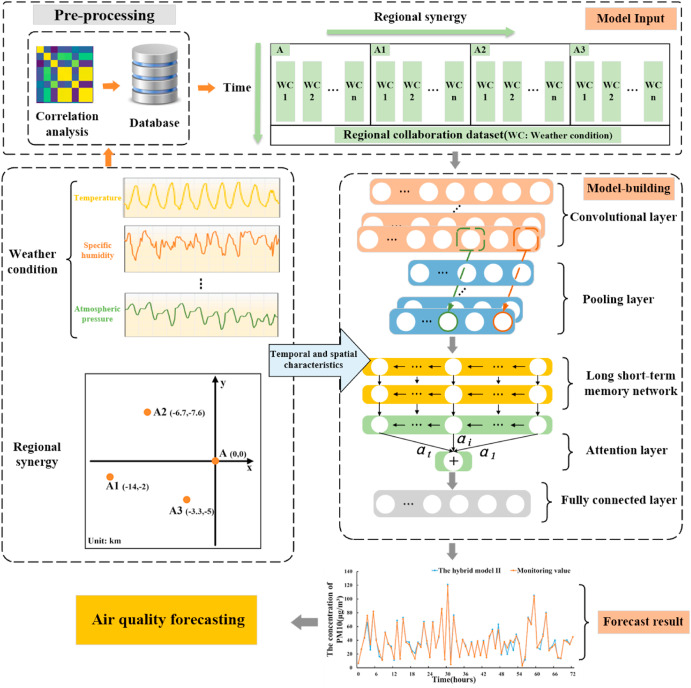 Pre-processing
Correlation
analysis
Database
Time
Regional synergy
Model Input
A
A1
A2
A3
WC
1
WC
2
...
WC
n
WC
1
WC
2
...
WC
n
WC
1
WC
2
...
WC
n
WC
1
WC
2
...
WC
n
Regional collaboration dataset(WC: Weather condition)
Weather
condition
Temperature
Specific
humidity
Atmospheric
pressure
Regional
synergy
y
x
A (0,0)
A2 (-6.7,-7.6)
A1
(-14,-2)
A3 (-3.3,-5)
Unit: km
Temporal and spatial
characteristics
Model-building
Convolutional layer
Pooling layer
Long short-term
memory network
αt
αi
α1
+
Attention layer
Fully connected layer
The hybrid model II
Monitoring value
The concentration of
PM10(μg/m³)
140
120
100
80
60
40
20
0
0 6 12 18 24 30 36 42 48 54 60 66 72
Time(hours)
Forecast result
Air quality forecasting